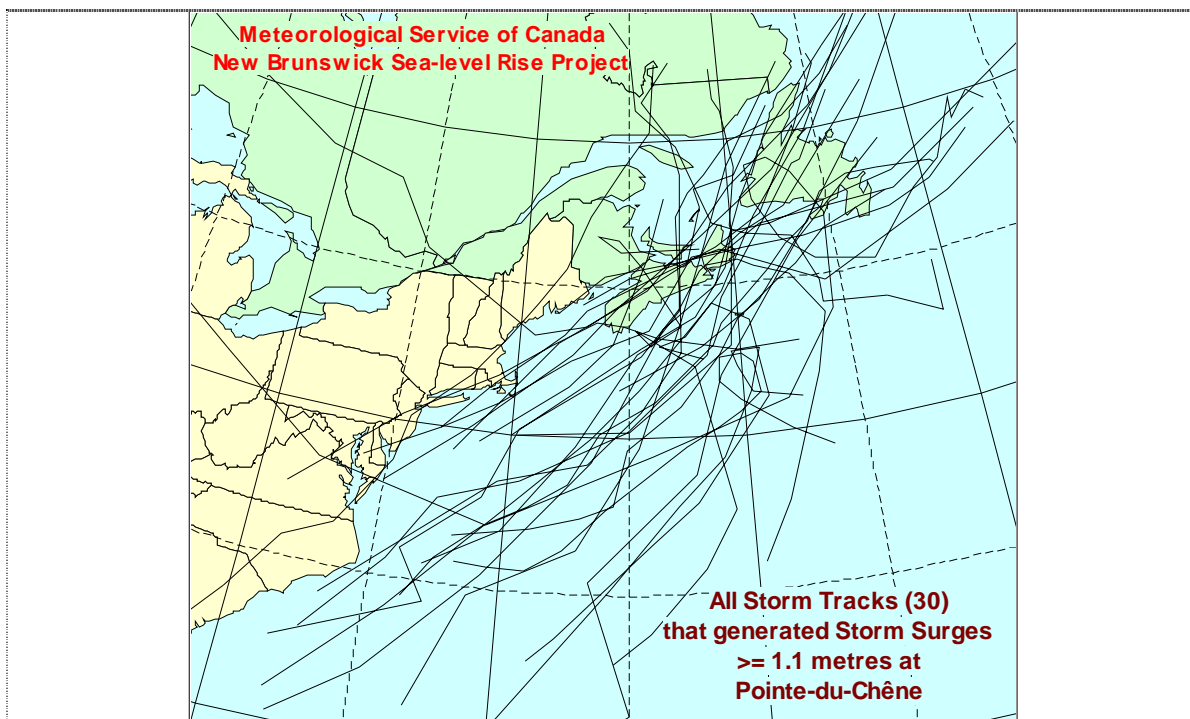 Meteorological Service of Canada
New Brunswick Sea-level Rise Project
All Storm Tracks (30)
that generated Storm Surges
>= 1.1 metres at
Pointe-du-Chêne